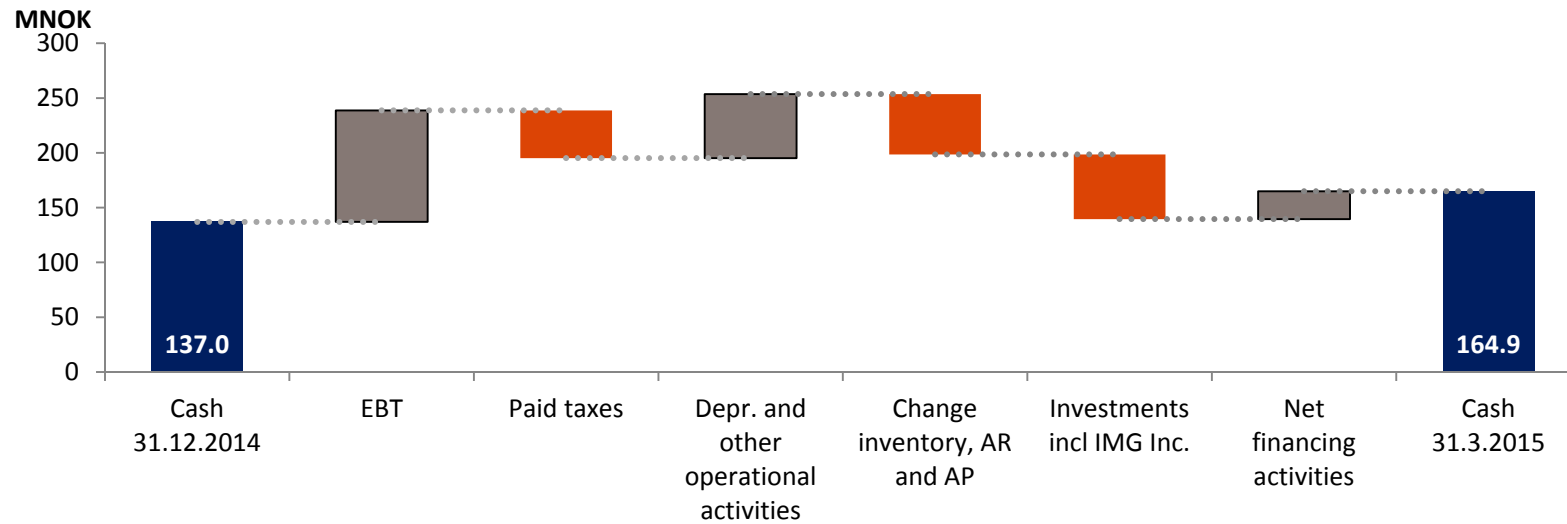 MNOK
300
250
200
150
100
50
0
137.0
164.9
Cash
31.12.2014
EBT
Paid taxes
Depr. and
other
operational
activities
Change
inventory, AR
and AP
Investments
incl IMG Inc.
Net
financing
activities
Cash
31.3.2015